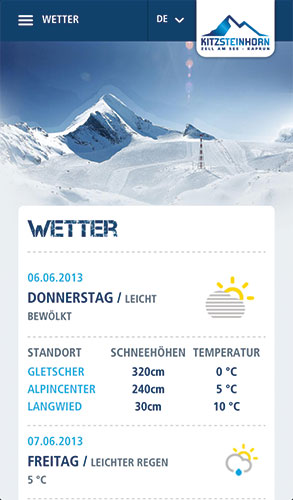 WETTER
DE
KITZSTEINHORN
ZELL AM SEE · KAPRUN
WETTER
06.06.2013
DONNERSTAG / LEICHT
BEWÖLKT
STANDORT SCHNEEHÖHEN TEMPERATUR
GLETSCHER 320cm 0 °C
ALPINCENTER 240cm 5 °C
LANGWIED 30cm 10 °C
07.06.2013
FREITAG / LEICHTER REGEN
5 °C